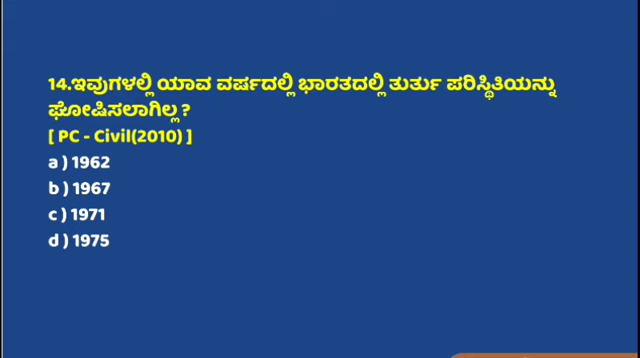 14.ಇವುಗಳಲ್ಲಿ ಯಾವ ವರ್ಷದಲ್ಲಿ ಭಾರತದಲ್ಲಿ ತುರ್ತು ಪರಿಸ್ಥಿತಿಯನ್ನು
ಘೋಷಿಸಲಾಗಿಲ್ಲ ?
[ PC - Civil(2010) ]
a ) 1962
b ) 1967
c ) 1971
d ) 1975